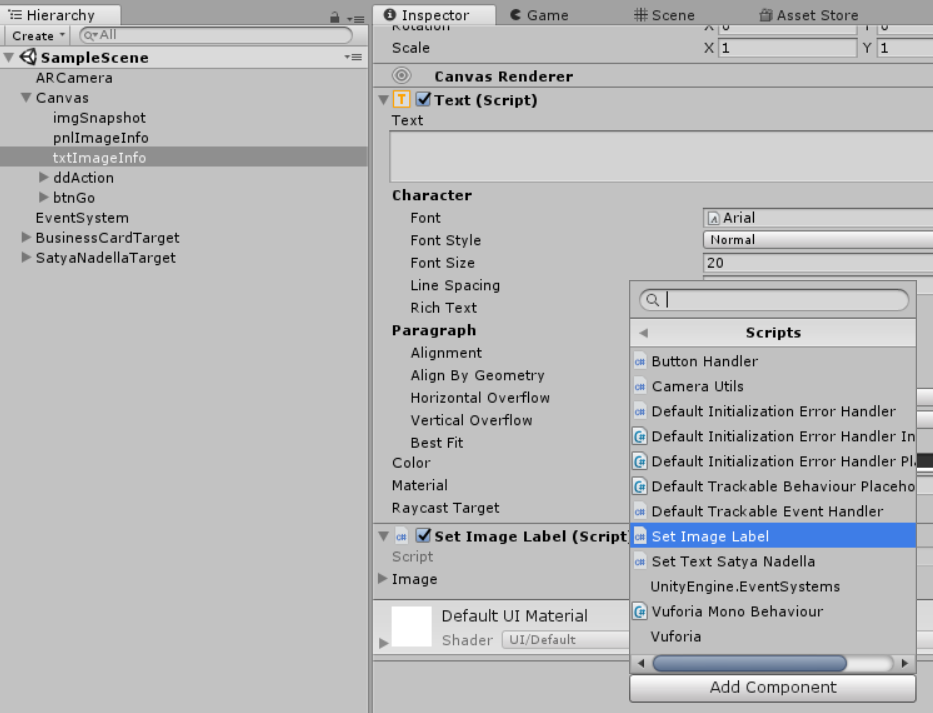 Hierarchy
Create
All
SampleScene
ARCamera
Canvas
imgSnapshot
pnlImageInfo
txtImageInfo
ddAction
btnGo
EventSystem
BusinessCardTarget
SatyaNadellaTarget
Inspector
Game
Scene
Asset Store
Rotation X 0 Y 0
Scale X 1 Y 1
Canvas Renderer
T Text (Script)
Text
Character
Font Arial
Font Style Normal
Font Size 20
Line Spacing
Rich Text
Paragraph
Alignment
Align By Geometry
Horizontal Overflow
Vertical Overflow
Best Fit
Color
Material
Raycast Target
c# Set Image Label (Script)
Script
Image
Default UI Material
Shader UI/Default
Scripts
c# Button Handler
c# Camera Utils
c# Default Initialization Error Handler
Default Initialization Error Handler In
Default Initialization Error Handler Pla
Default Trackable Behaviour Placeho
c# Default Trackable Event Handler
c# Set Image Label
c# Set Text Satya Nadella
UnityEngine.EventSystems
Vuforia Mono Behaviour
Vuforia
Add Component